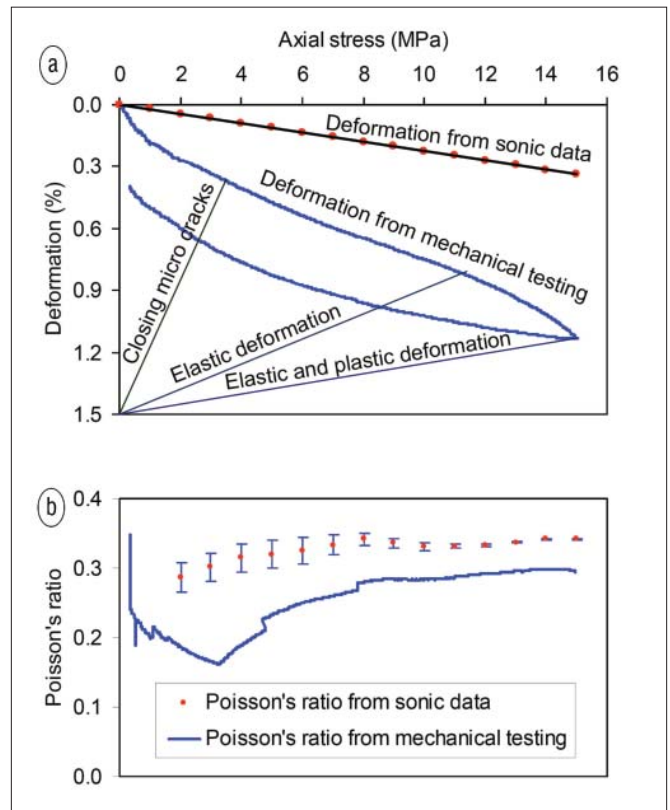 Axial stress (MPa)
a
0 2 4 6 8 10 12 14 16
0.0
0.3
0.6
0.9
1.2
1.5
Deformation (%)
Deformation from sonic data
Deformation from mechanical testing
Closing micro cracks
Elastic deformation
Elastic and plastic deformation
b
0.4
0.3
0.2
0.1
0.0
Poisson's ratio
Poisson's ratio from sonic data
Poisson's ratio from mechanical testing